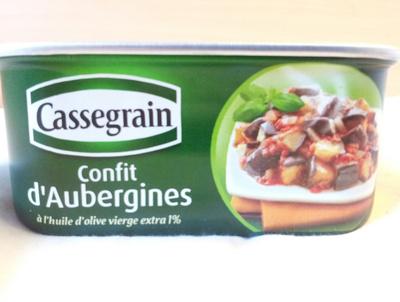 Cassegrain
Confit
d'Aubergines
à l'huile d'olive vierge extra 1%